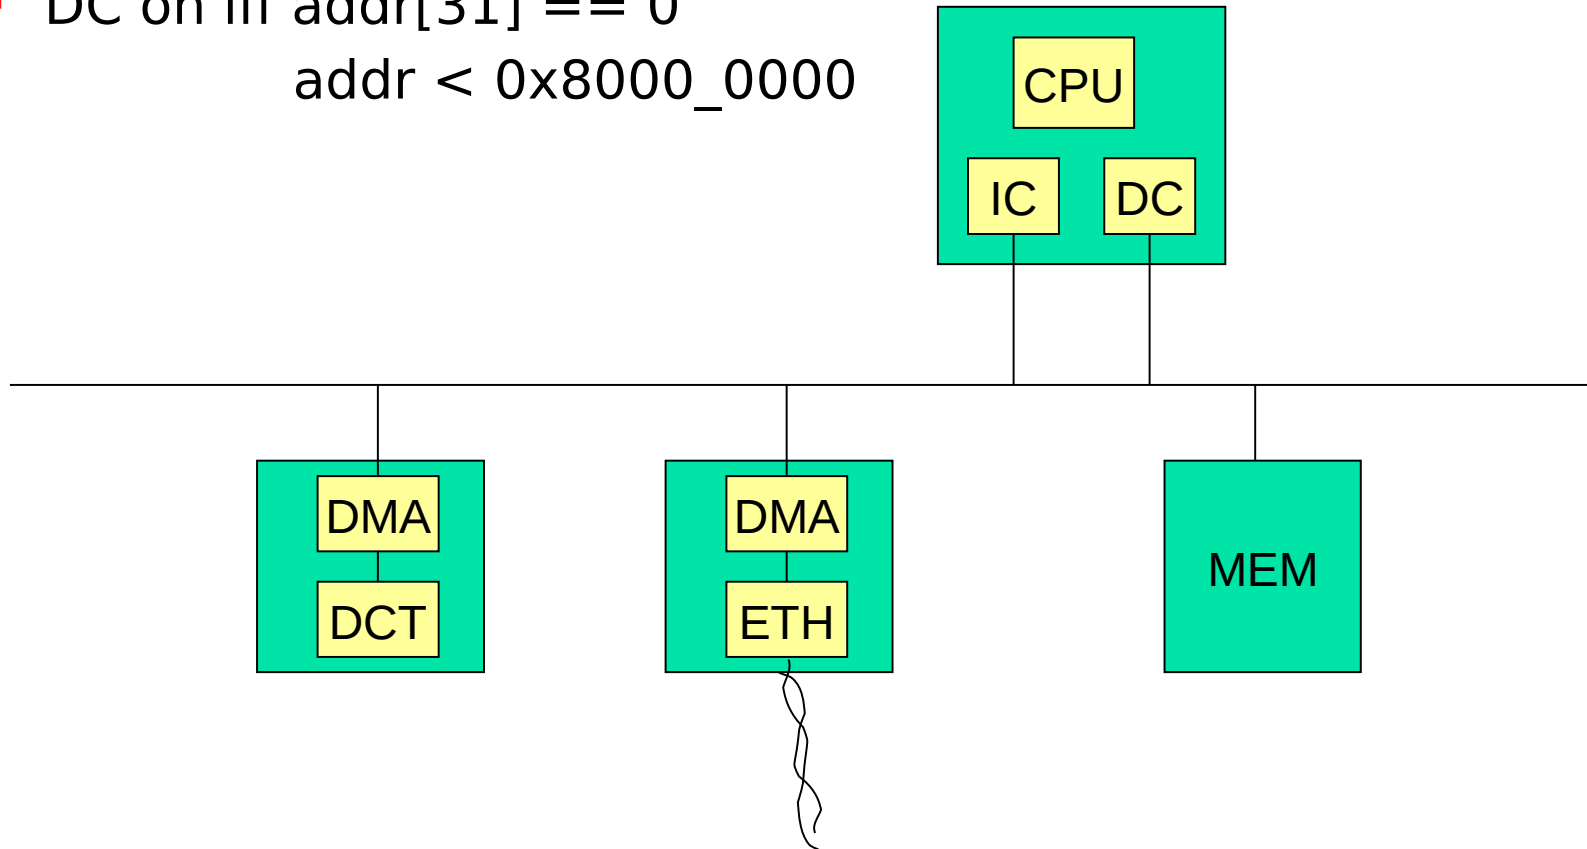 DC on iff addr[31] == 0
addr < 0x8000_0000
CPU
IC DC
DMA DMA
MEM
DCT ETH